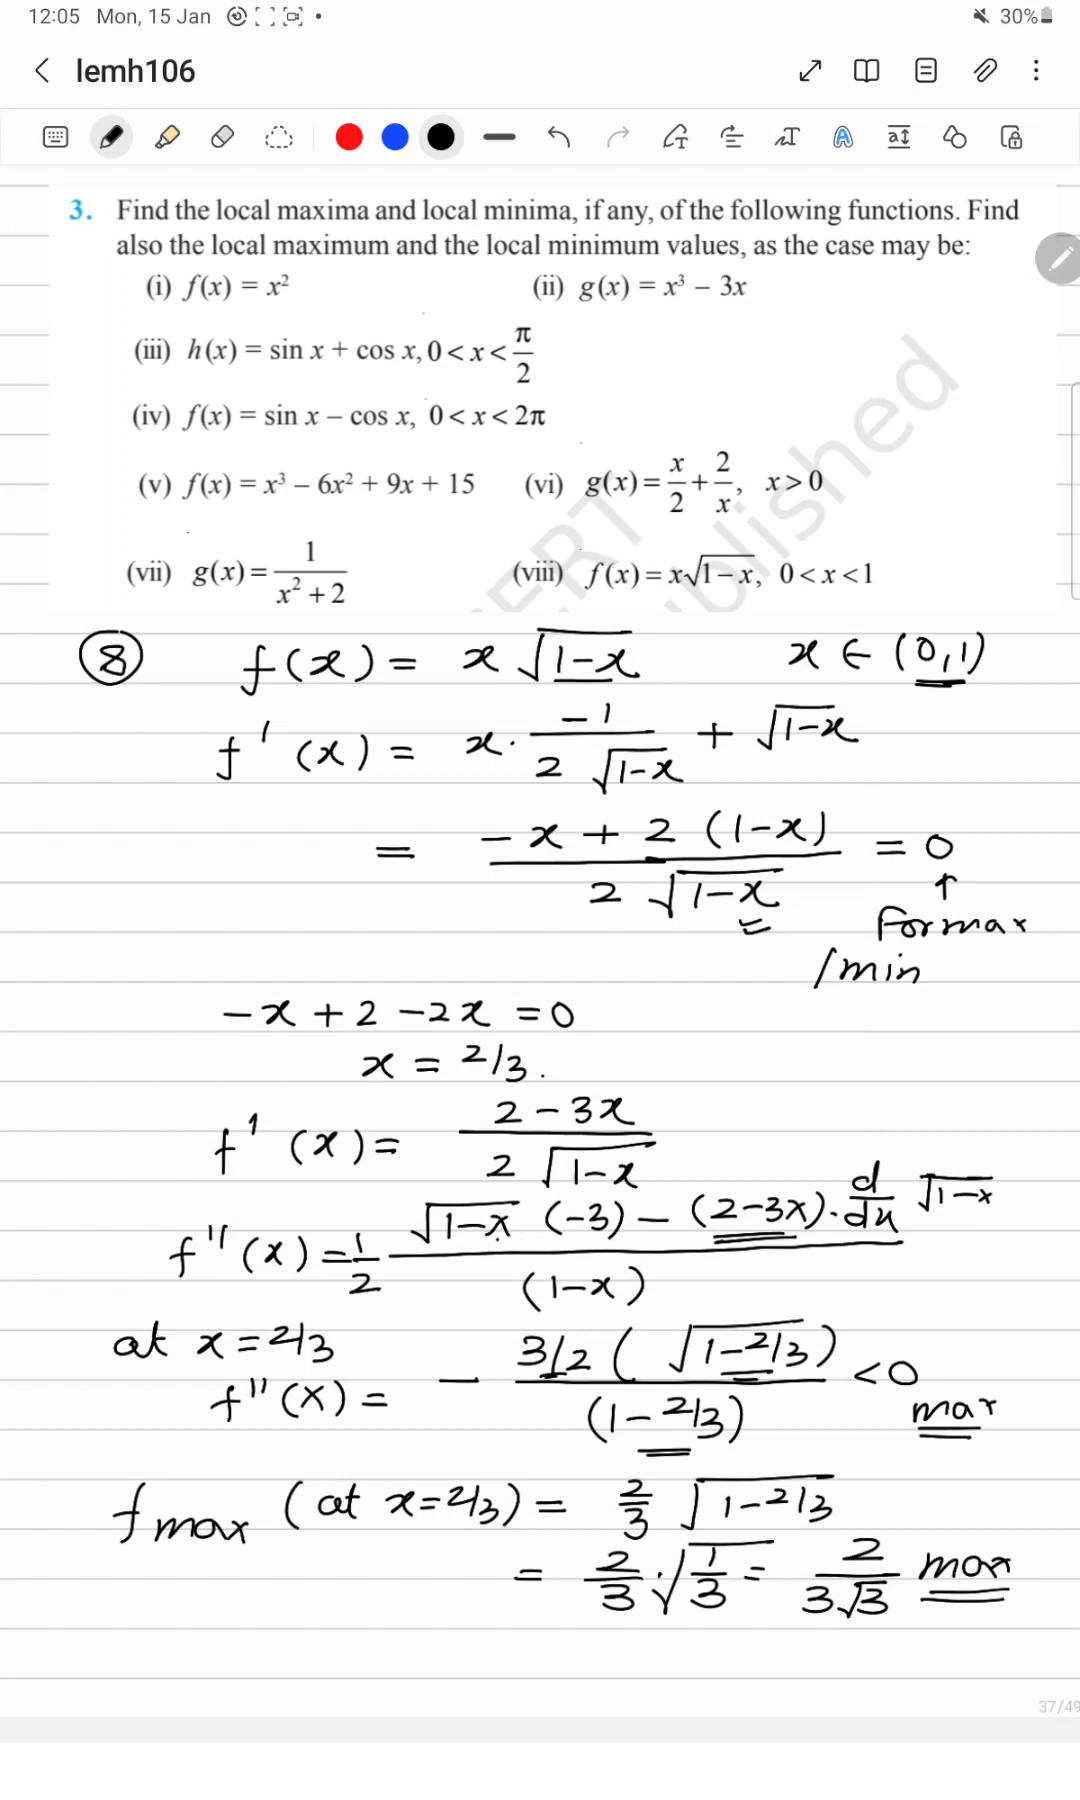 12:05 Mon, 15 Jan 30%
lemh106
3. Find the local maxima and local minima, if any, of the following functions. Find
also the local maximum and the local minimum values, as the case may be:
(i) f(x) = x² (ii) g(x) = x³ – 3x
(iii) h(x) = sin x + cos x, 0 < x < π/2
(iv) f(x) = sin x – cos x, 0 < x < 2π
(v) f(x) = x³ – 6x² + 9x + 15 (vi) g(x) = x/2 + 2/x, x > 0
(vii) g(x) = 1/(x² + 2) (viii) f(x) = x√(1 – x), 0 < x < 1
⑧ f(x) = x √(1-x) x ∈ (0,1)
f'(x) = x · -1/(2√(1-x)) + √(1-x)
= (-x + 2(1-x))/(2√(1-x)) = 0
↑
For max
/min
-x + 2 - 2x = 0
x = 2/3.
f'(x) = (2-3x)/(2√(1-x))
f''(x) = 1/2 (√(1-x) (-3) - (2-3x) · d/dx √(1-x))/(1-x)
at x = 2/3
f''(x) = - (3/2 (√(1-2/3)))/(1-2/3) < 0
max
fmax (at x = 2/3) = 2/3 √(1-2/3)
= 2/3 · √(1/3) = 2/(3√3) max
37/49